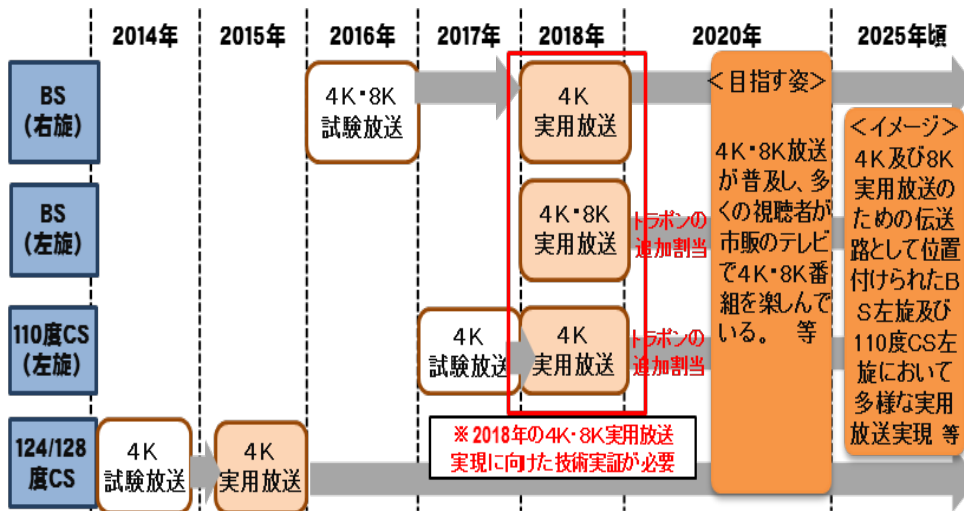 2014年 2015年 2016年 2017年 2018年 2020年 2025年頃
BS
(右旋)
4K・8K
試験放送
4K
実用放送
BS
(左旋)
4K・8K
実用放送
トラポンの
追加割当
110度CS
(左旋)
4K
試験放送
4K
実用放送
トラポンの
追加割当
124/128
度CS
4K
試験放送
4K
実用放送
※2018年の4K・8K実用放送
実現に向けた技術実証が必要
＜目指す姿＞
4K・8K放送
が普及し、多
くの視聴者が
市販のテレビ
で4K・8K番
組を楽しんで
いる。 等
＜イメージ＞
4K及び8K
実用放送の
ための伝送
路として位置
付けられたB
S左旋及び
110度CS左
旋において
多様な実用
放送実現 等